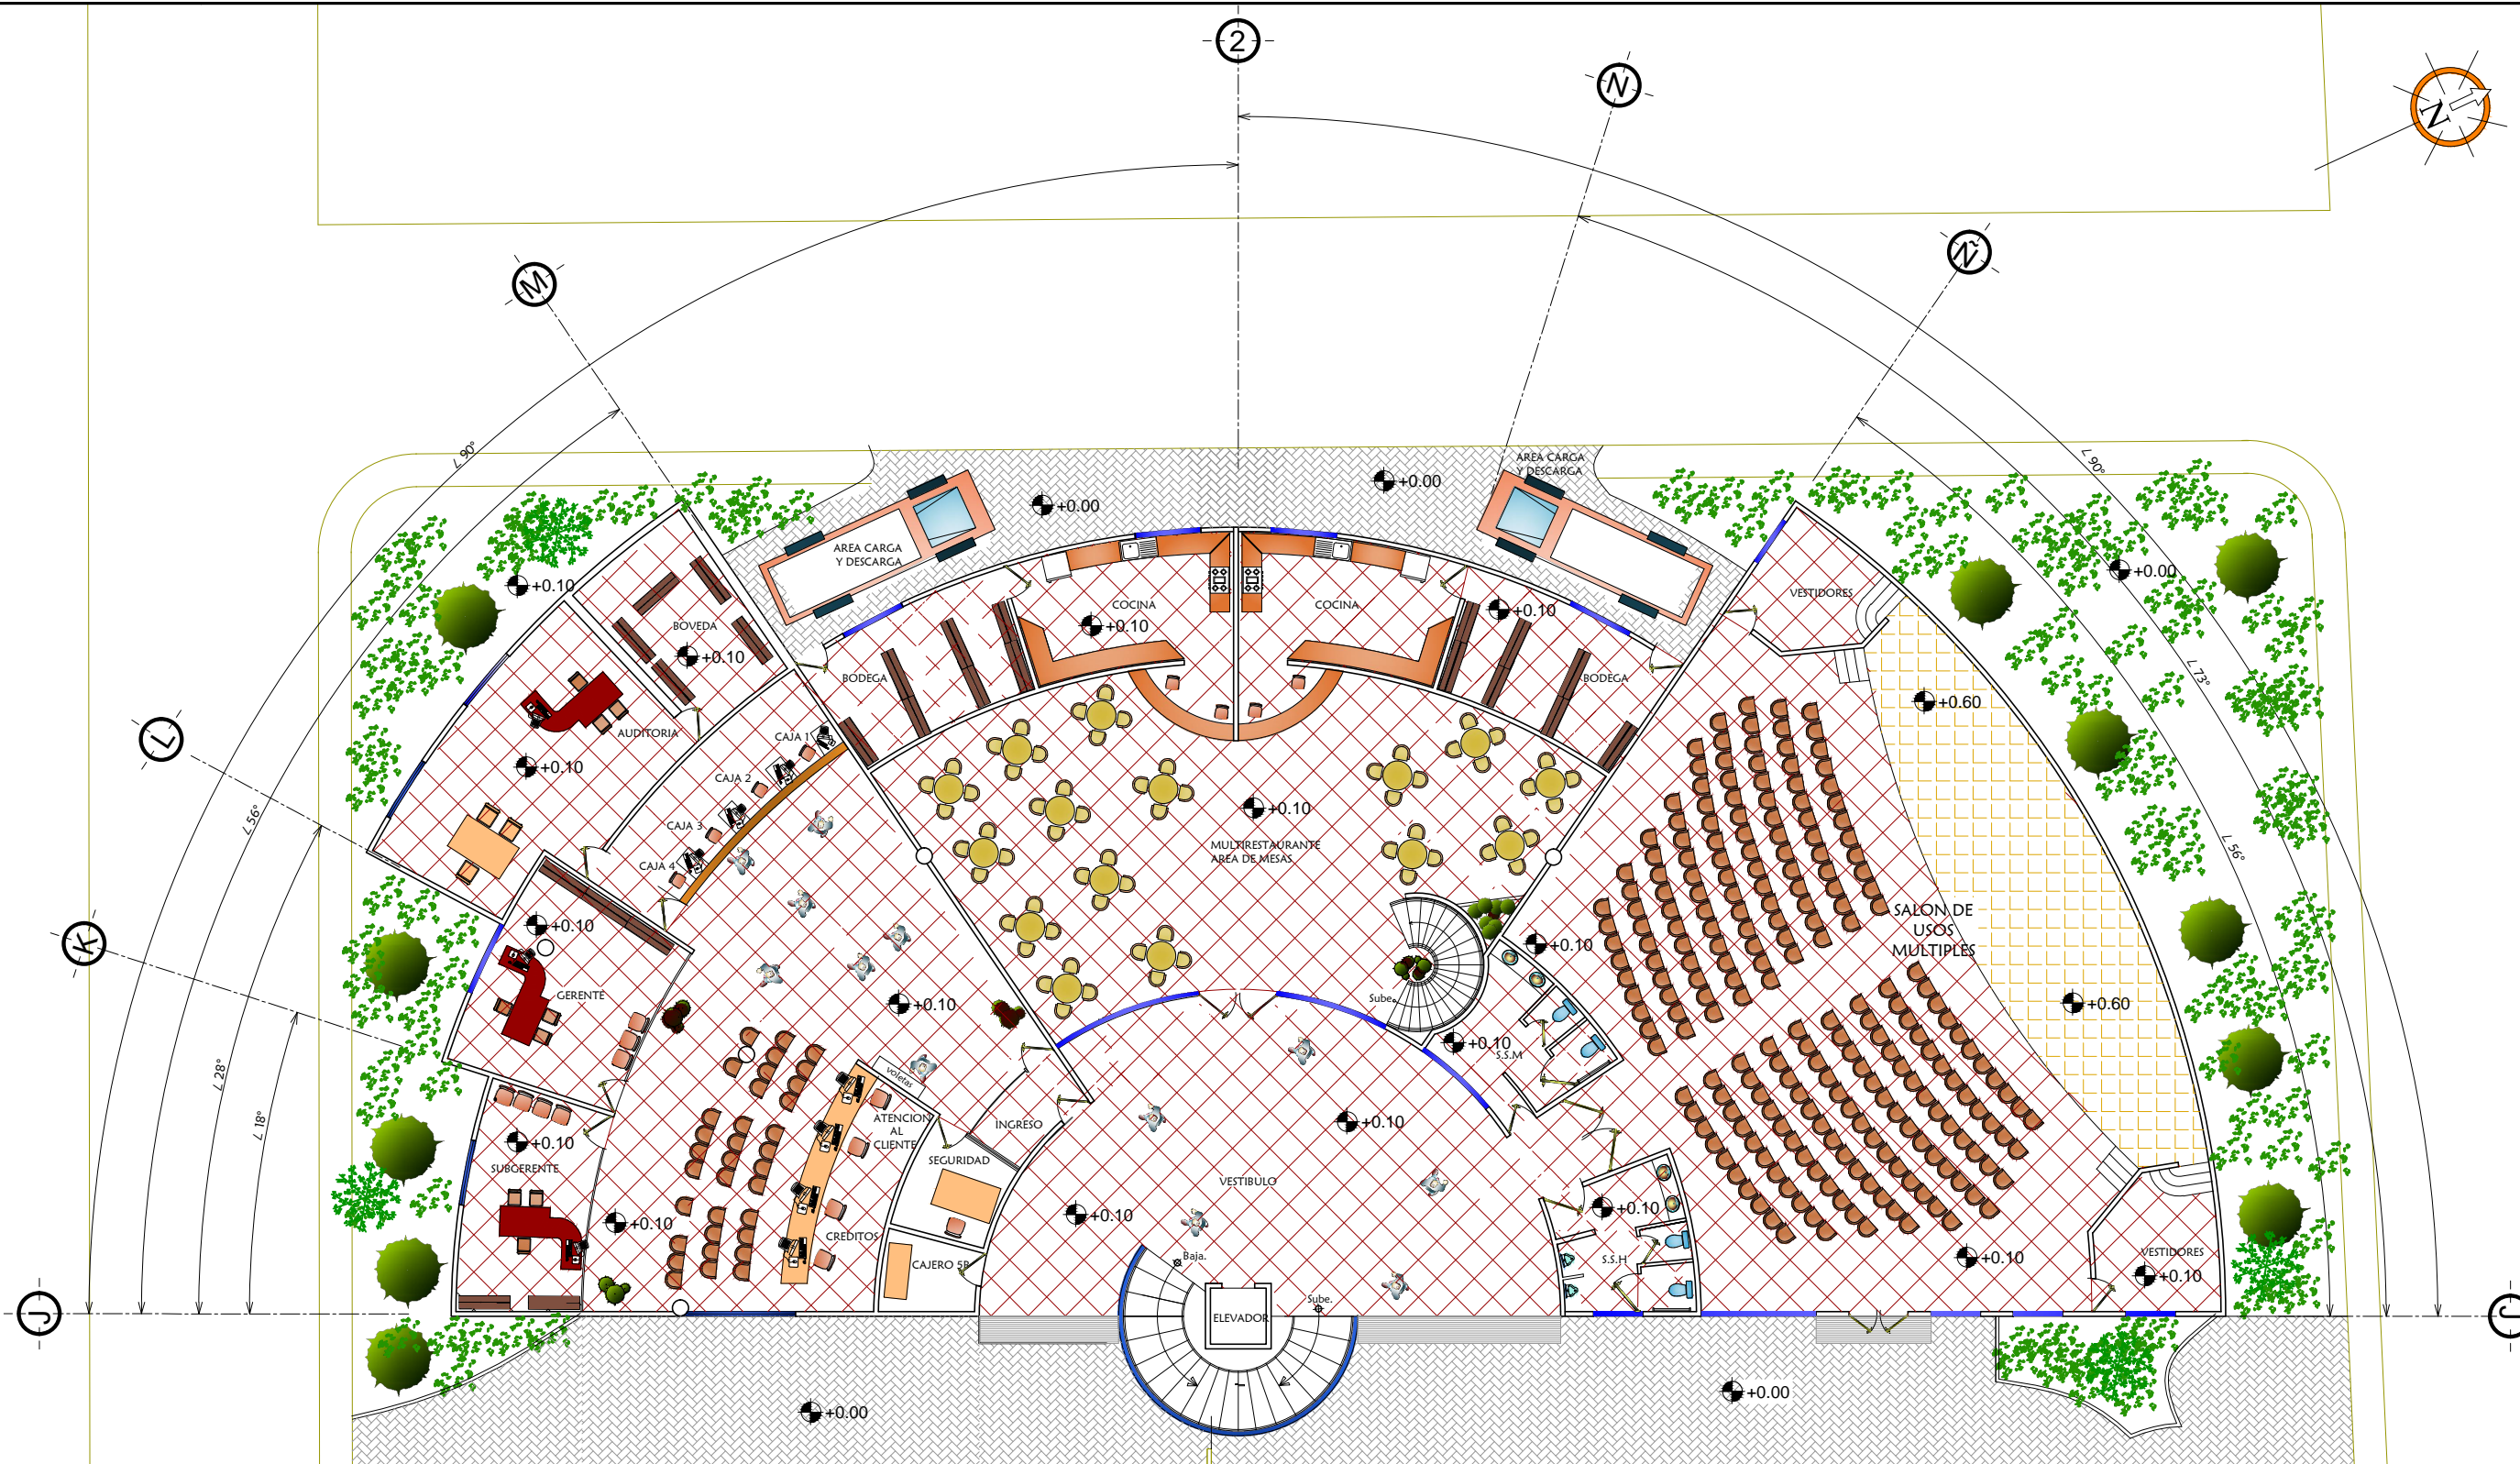 2
N
N
M
Ñ
∠ 90°
∠ 90°
AREA CARGA
Y DESCARGA
+0.00
+0.00
AREA CARGA
Y DESCARGA
+0.10
+0.00
VESTIDORES
COCINA
COCINA
+0.10
+0.10
BOVEDA
+0.10
BODEGA
BODEGA
∠ 73°
+0.60
L
AUDITORIA
CAJA 1
+0.10
CAJA 2
+0.10
CAJA 3
CAJA 4
∠ 56°
∠ 56°
MULTIRESTAURANTE
AREA DE MESAS
SALON DE
USOS
MULTIPLES
K
+0.10
+0.10
GERENTE
+0.10
Sube.
+0.60
+0.10
S.S.M
voletas
∠ 28°
∠ 18°
ATENCION
AL
CLIENTE
INGRESO
+0.10
+0.10
SUBGERENTE
SEGURIDAD
VESTIBULO
+0.10
+0.10
+0.10
CREDITOS
CAJERO 5B
Baja.
S.S.H
+0.10
VESTIDORES
+0.10
Sube.
J
ELEVADOR
J
+0.00
+0.00